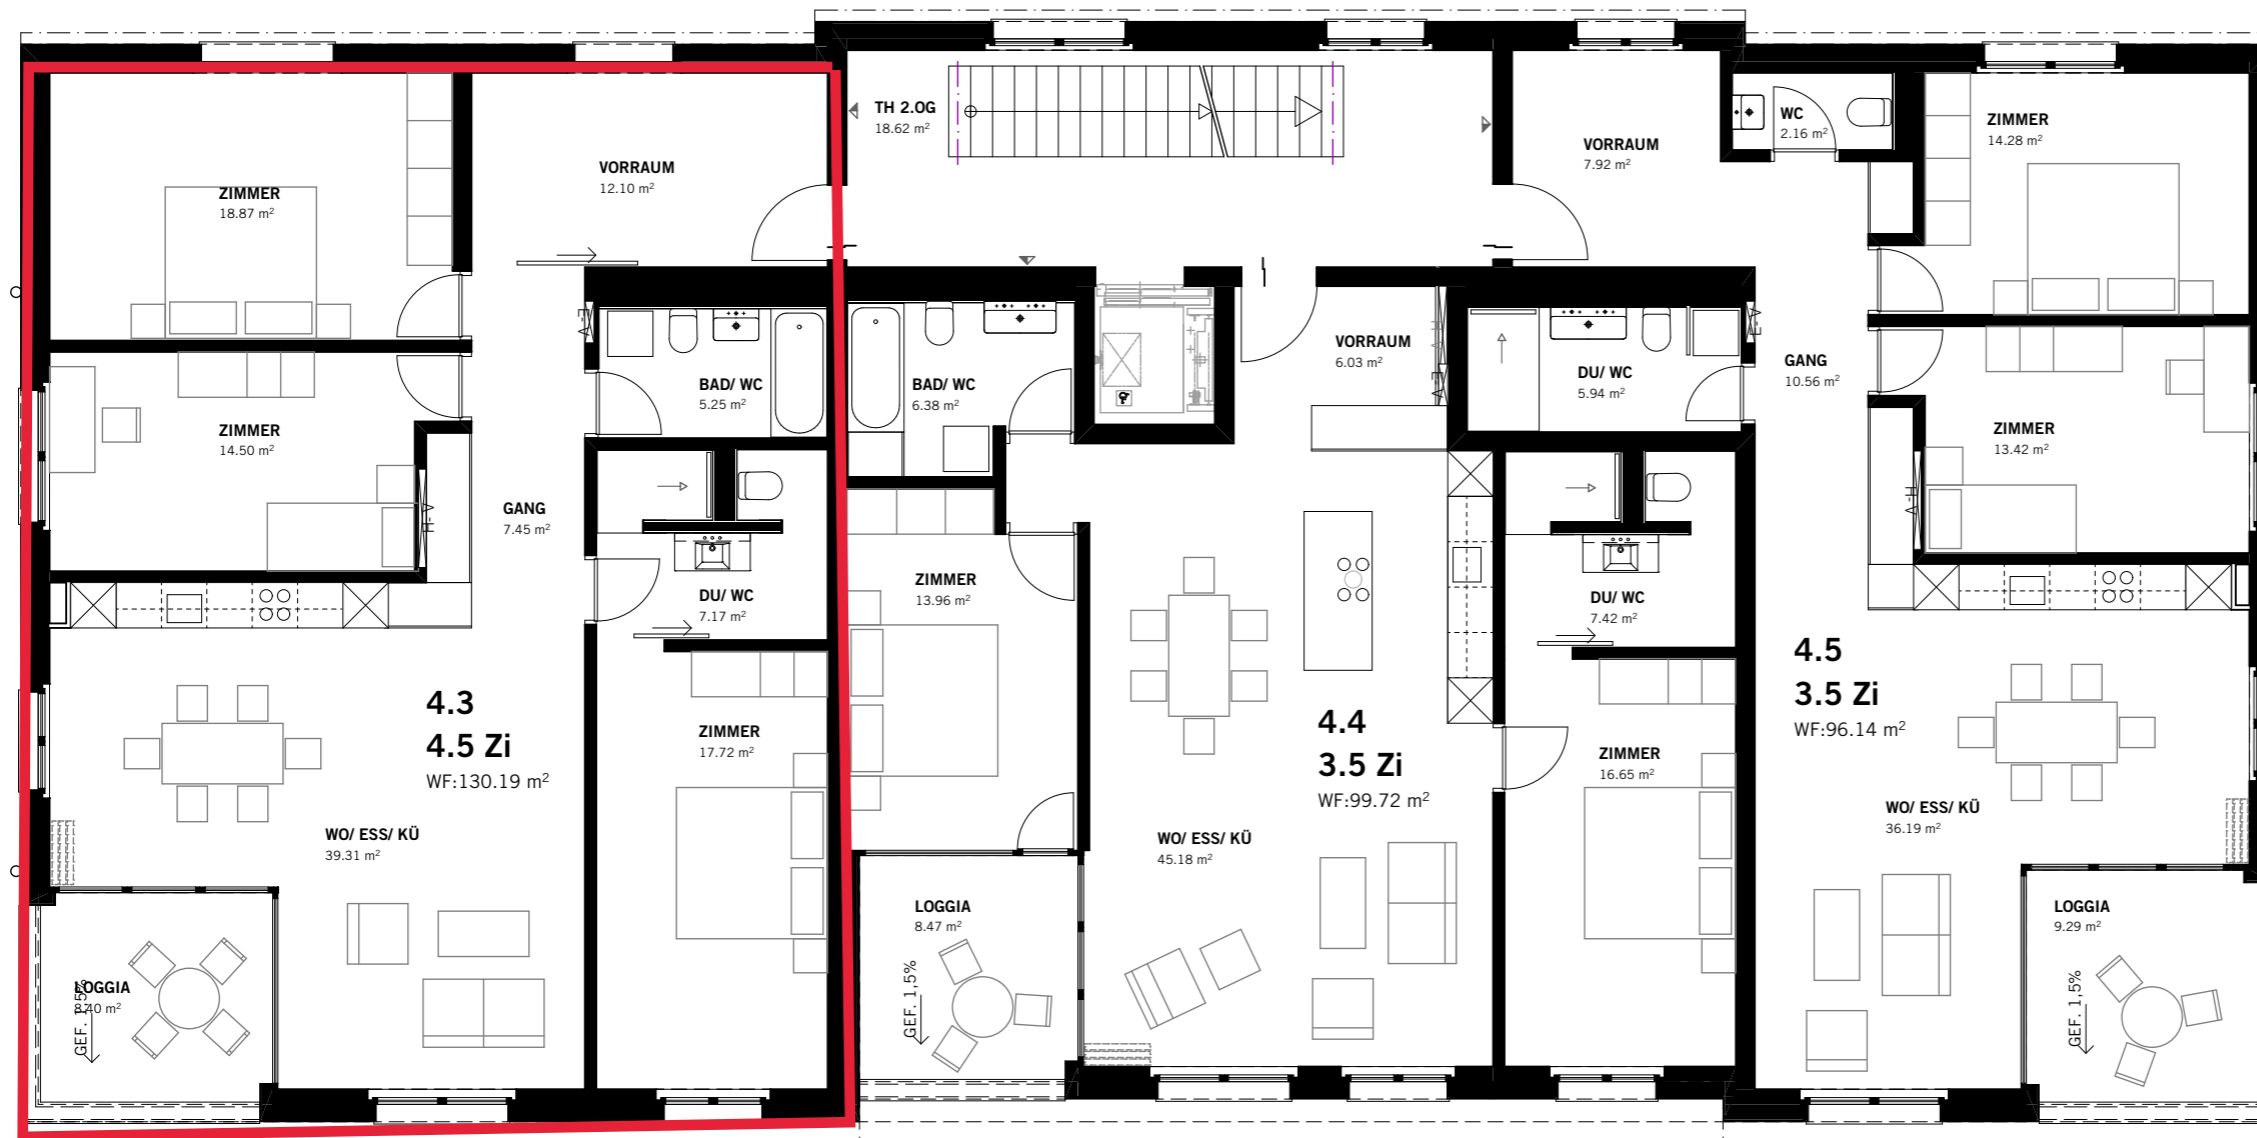 ZIMMER
18.87 m²
VORRAUM
12.10 m²
ZIMMER
14.50 m²
BAD/ WC
5.25 m²
GANG
7.45 m²
DU/ WC
7.17 m²
4.3
4.5 Zi
WF:130.19 m²
ZIMMER
17.72 m²
WO/ ESS/ KÜ
39.31 m²
LOGGIA
GEF. 1,5%
A-E
A-H
TH 2.OG
18.62 m²
BAD/ WC
6.38 m²
VORRAUM
6.03 m²
A-H
A-E
ZIMMER
13.96 m²
DU/ WC
7.42 m²
4.4
3.5 Zi
WF:99.72 m²
ZIMMER
16.65 m²
WO/ ESS/ KÜ
45.18 m²
LOGGIA
8.47 m²
GEF. 1,5%
VORRAUM
7.92 m²
WC
2.16 m²
ZIMMER
14.28 m²
DU/ WC
5.94 m²
A-E
GANG
10.56 m²
ZIMMER
13.42 m²
A-H
4.5
3.5 Zi
WF:96.14 m²
WO/ ESS/ KÜ
36.19 m²
LOGGIA
9.29 m²
GEF. 1,5%